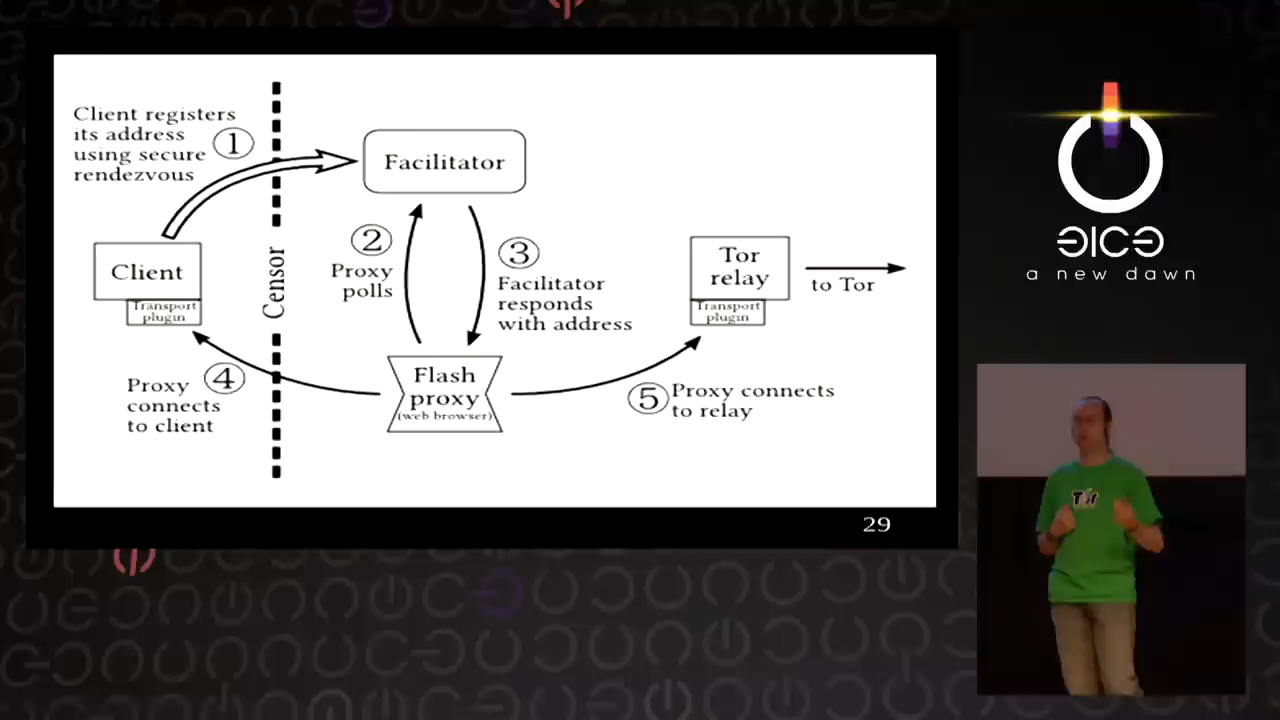 Client registers
its address
using secure
rendezvous
1
Facilitator
Censor
Client
Transport
plugin
2
Proxy
polls
3
Facilitator
responds
with address
Tor
relay
Transport
plugin
to Tor
4
Proxy
connects
to client
Flash
proxy
(web browser)
5
Proxy connects
to relay
29
31C3
a new dawn
Tor